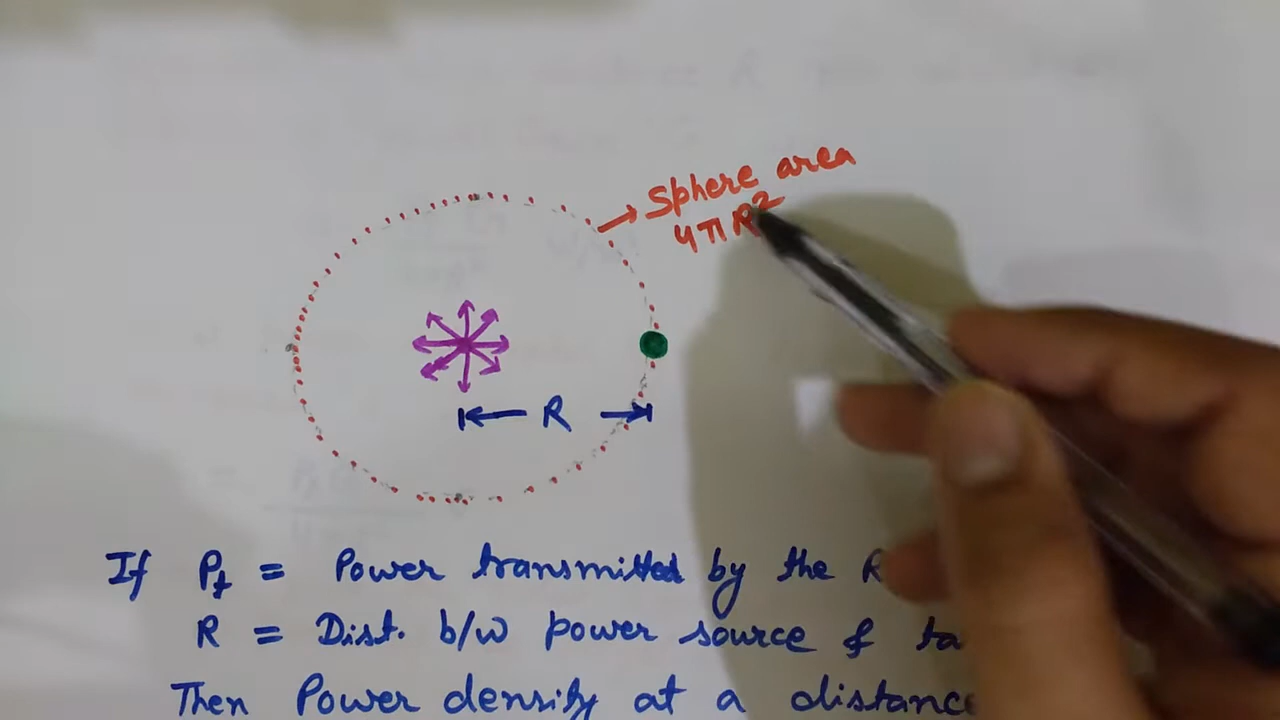 Sphere area
4πR²
R
If Pt = Power transmitted by the R
R = Dist. b/w power source &
Then Power density at a distance